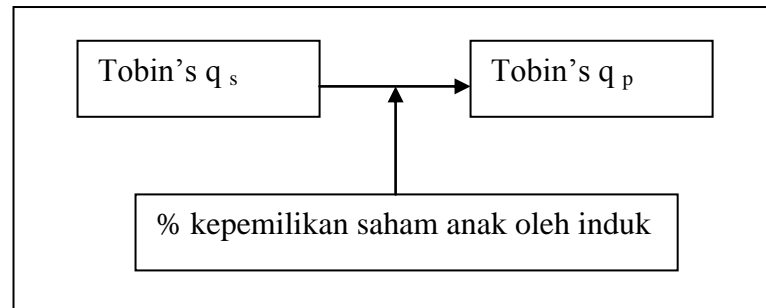 Tobin’s q s
Tobin’s q p
% kepemilikan saham anak oleh induk